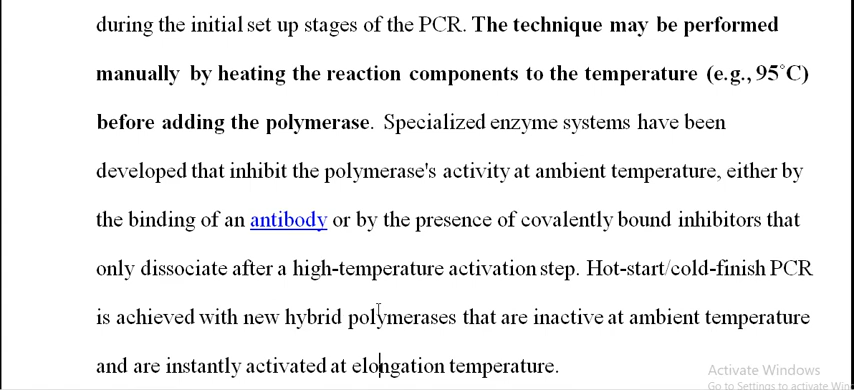 during the initial set up stages of the PCR. The technique may be performed
manually by heating the reaction components to the temperature (e.g., 95˚C)
before adding the polymerase. Specialized enzyme systems have been
developed that inhibit the polymerase's activity at ambient temperature, either by
the binding of an antibody or by the presence of covalently bound inhibitors that
only dissociate after a high-temperature activation step. Hot-start/cold-finish PCR
is achieved with new hybrid polymerases that are inactive at ambient temperature
and are instantly activated at elongation temperature.
Activate Windows
Go to Settings to activate Win